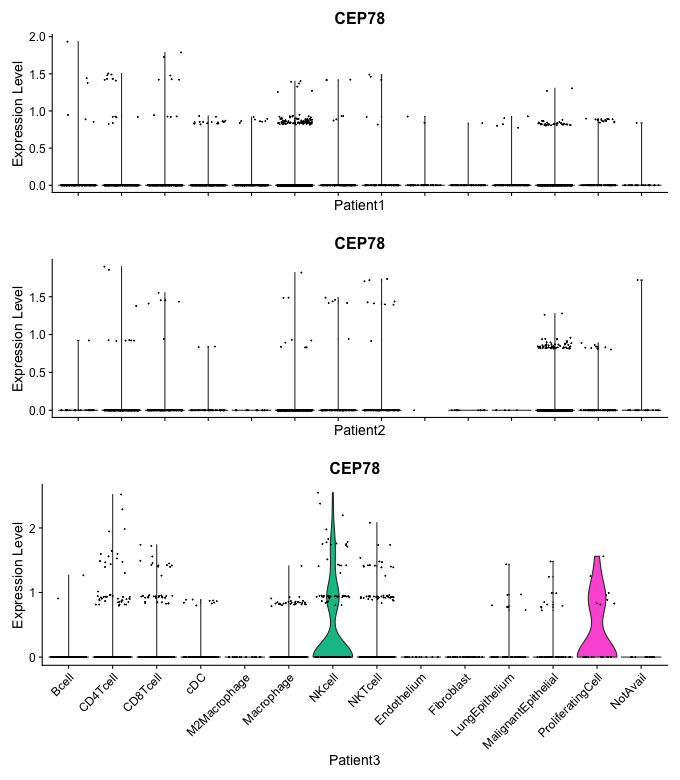 CEP78
Expression Level
2.0
1.5
1.0
0.5
0.0
Patient1
CEP78
Expression Level
1.5
1.0
0.5
0.0
Patient2
CEP78
Expression Level
2
1
0
Bcell
CD4Tcell
CD8Tcell
cDC
M2Macrophage
Macrophage
NKcell
NKTcell
Endothelium
Fibroblast
LungEpithelium
MalignantEpithelial
ProliferatingCell
NotAvail
Patient3